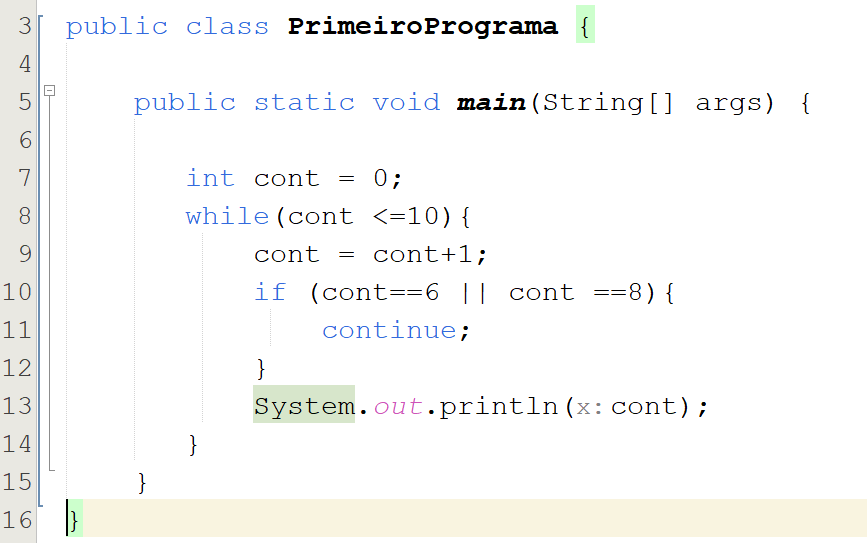 3 public class PrimeiroPrograma {
4
5 public static void main(String[] args) {
6
7 int cont = 0;
8 while(cont <=10){
9 cont = cont+1;
10 if (cont==6 || cont ==8){
11 continue;
12 }
13 System.out.println(x: cont);
14 }
15 }
16 }